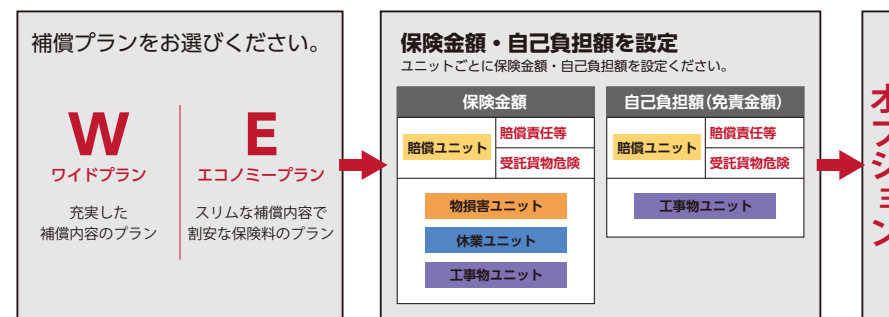 補償プランをお選びください。
W
ワイドプラン
充実した
補償内容のプラン
E
エコノミープラン
スリムな補償内容で
割安な保険料のプラン
保険金額・自己負担額を設定
ユニットごとに保険金額・自己負担額を設定ください。
保険金額
賠償ユニット
賠償責任等
受託貨物危険
物損害ユニット
休業ユニット
工事物ユニット
自己負担額(免責金額)
賠償ユニット
賠償責任等
受託貨物危険
工事物ユニット
オプション